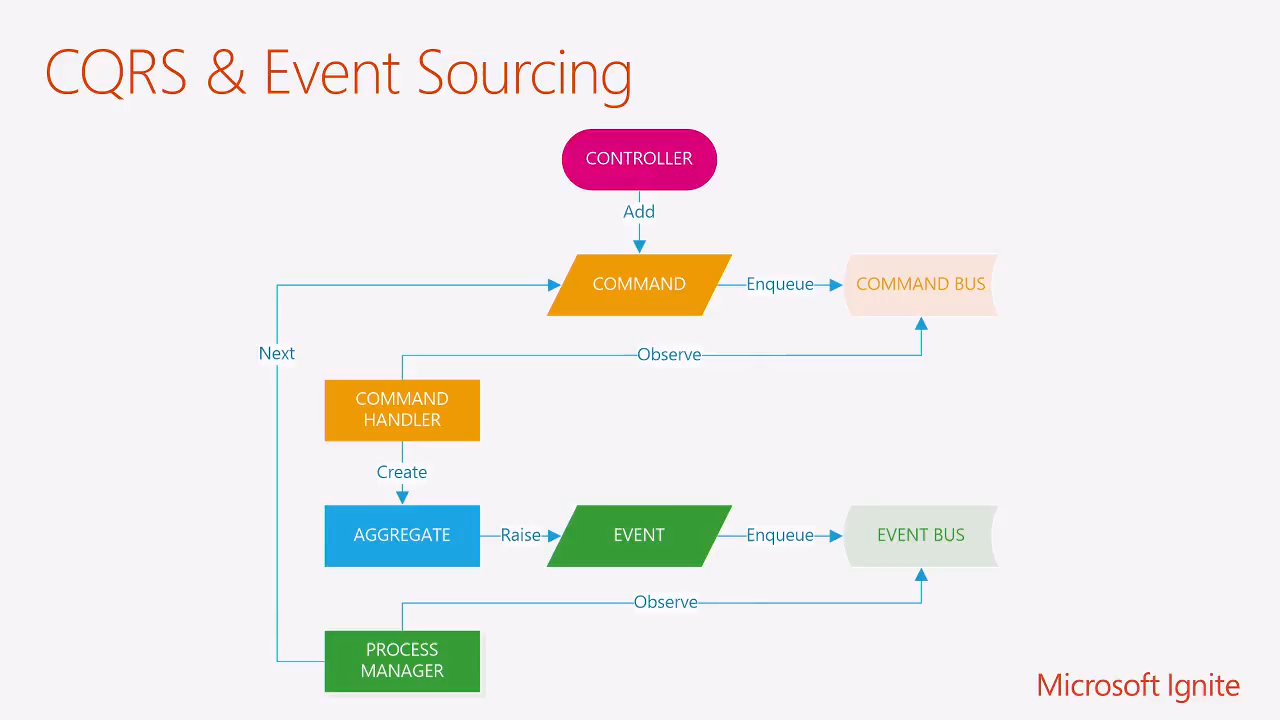 CQRS & Event Sourcing
CONTROLLER
Add
COMMAND
Enqueue
COMMAND BUS
Next
Observe
COMMAND
HANDLER
Create
AGGREGATE
Raise
EVENT
Enqueue
EVENT BUS
Observe
PROCESS
MANAGER
Microsoft Ignite